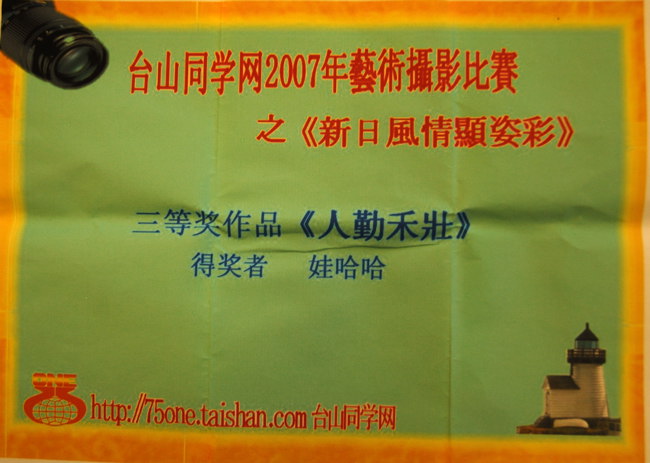 台山同学网2007年藝術攝影比賽
之《新日風情顯姿彩》
三等奖作品《人勤禾壯》
得奖者 娃哈哈
ONE
http://75one.taishan.com 台山同学网